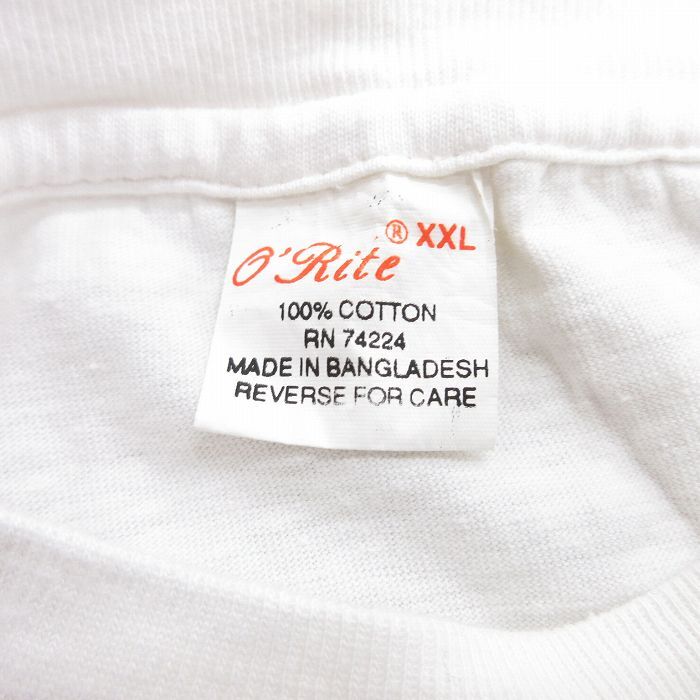 O'Rite® XXL
100% COTTON
RN 74224
MADE IN BANGLADESH
REVERSE FOR CARE